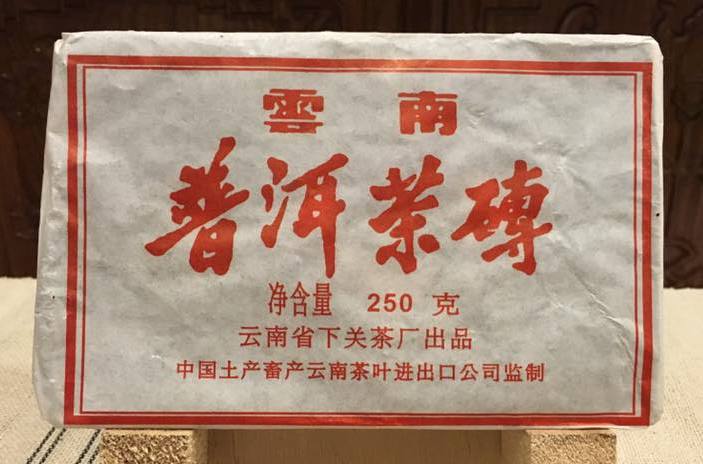 雲南
普洱茶磚
净含量 250 克
云南省下关茶厂出品
中国土产畜产云南茶叶进出口公司监制